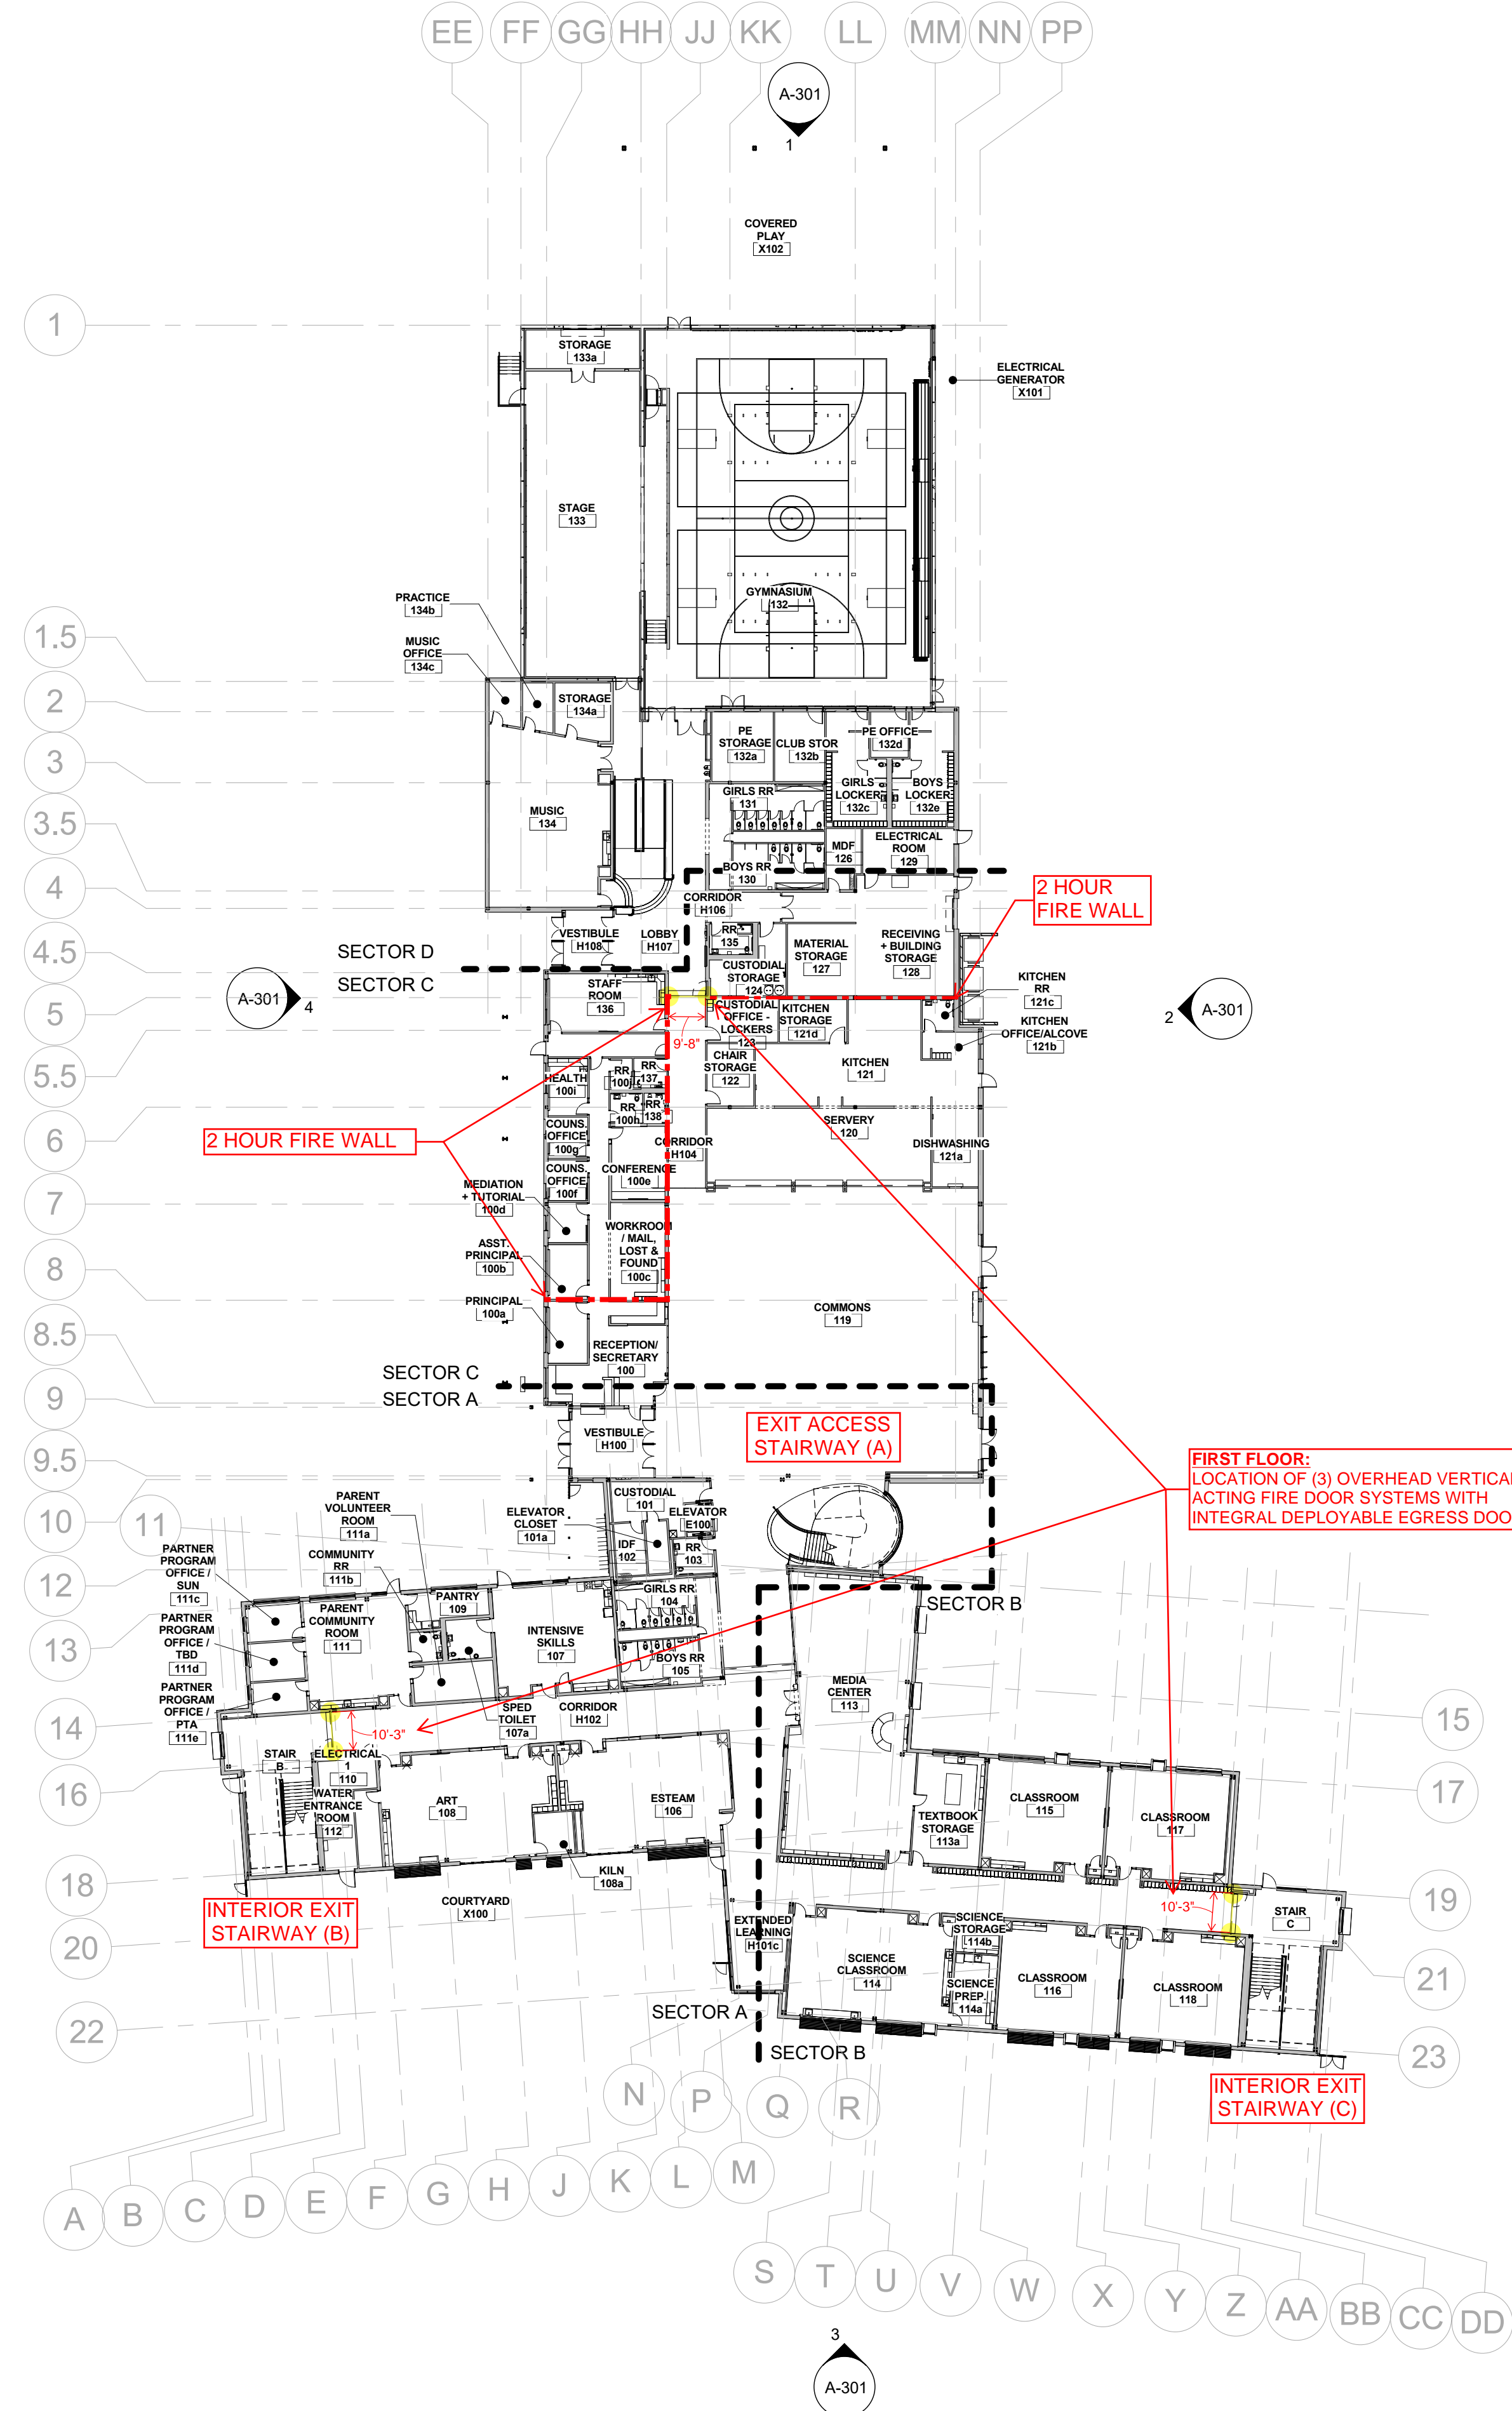 EE
FF
GG
HH
JJ
KK
LL
MM
NN
PP
A-301
1
COVERED
PLAY
X102
1
STORAGE
133a
ELECTRICAL
GENERATOR
X101
STAGE
133
PRACTICE
134b
GYMNASIUM
132
1.5
MUSIC
OFFICE
134c
2
STORAGE
134a
3
PE
STORAGE
132a
CLUB STOR
132b
PE OFFICE
132d
GIRLS
LOCKER
132c
BOYS
LOCKER
132e
3.5
MUSIC
134
GIRLS RR
131
MDF
126
ELECTRICAL
ROOM
129
4
BOYS RR
130
2 HOUR
FIRE WALL
CORRIDOR
H106
4.5
SECTOR D
VESTIBULE
H108
LOBBY
H107
RR
135
MATERIAL
STORAGE
127
RECEIVING
+ BUILDING
STORAGE
128
SECTOR C
CUSTODIAL
STORAGE
124
5
A-301
4
STAFF
ROOM
136
KITCHEN
RR
121c
2
A-301
CUSTODIAL
OFFICE -
LOCKERS
123
KITCHEN
STORAGE
121d
KITCHEN
OFFICE/ALCOVE
121b
9'-8"
5.5
CHAIR
STORAGE
122
KITCHEN
121
HEALTH
100i
RR
100j
RR
137
RR
100h
RR
138
6
2 HOUR FIRE WALL
COUNS.
OFFICE
100g
SERVERY
120
DISHWASHING
121a
CORRIDOR
H104
COUNS.
OFFICE
100f
CONFERENCE
100e
7
MEDIATION
+ TUTORIAL
100d
WORKROOM
/ MAIL,
LOST &
FOUND
100c
8
ASST.
PRINCIPAL
100b
PRINCIPAL
100a
COMMONS
119
8.5
RECEPTION/
SECRETARY
100
SECTOR C
9
SECTOR A
VESTIBULE
H100
EXIT ACCESS
STAIRWAY (A)
9.5
FIRST FLOOR:
LOCATION OF (3) OVERHEAD VERTICAL
ACTING FIRE DOOR SYSTEMS WITH
INTEGRAL DEPLOYABLE EGRESS DOO
10
11
PARENT
VOLUNTEER
ROOM
111a
CUSTODIAL
101
ELEVATOR
CLOSET
101a
ELEVATOR
E100
IDF
102
RR
103
12
PARTNER
PROGRAM
OFFICE /
SUN
111c
COMMUNITY
RR
111b
PANTRY
109
GIRLS RR
104
SECTOR B
13
PARENT
COMMUNITY
ROOM
111
PARTNER
PROGRAM
OFFICE /
TBD
111d
INTENSIVE
SKILLS
107
BOYS RR
105
MEDIA
CENTER
113
14
PARTNER
PROGRAM
OFFICE /
PTA
111e
SPED
TOILET
107a
CORRIDOR
H102
10'-3"
15
STAIR
B
ELECTRICAL
1
110
16
WATER
ENTRANCE
ROOM
112
ART
108
ESTEAM
106
TEXTBOOK
STORAGE
113a
CLASSROOM
115
CLASSROOM
117
17
KILN
108a
18
INTERIOR EXIT
STAIRWAY (B)
COURTYARD
X100
10'-3"
STAIR
C
19
20
EXTENDED
LEARNING
H101c
SCIENCE
STORAGE
114b
SCIENCE
CLASSROOM
114
SCIENCE
PREP.
114a
CLASSROOM
116
CLASSROOM
118
21
22
SECTOR A
SECTOR B
23
INTERIOR EXIT
STAIRWAY (C)
N
P
Q
R
A
B
C
D
E
F
G
H
J
K
L
M
S
T
U
V
W
X
Y
Z
AA
BB
CC
DD
3
A-301